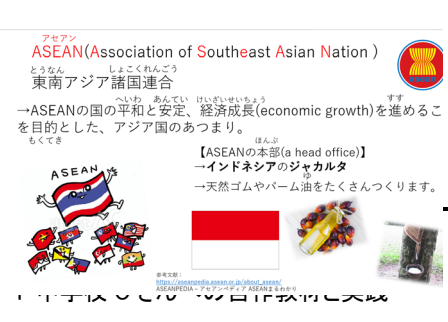 アセアン
ASEAN(Association of Southeast Asian Nation )
とうなん しょこくれんごう
東南アジア諸国連合
へいわ あんてい けいざいせいちょう すす
→ASEANの国の平和と安定、経済成長(economic growth)を進めるこ
を目的とした、アジア国のあつまり。
もくてき
ほんぶ
【ASEANの本部(a head office)】
→インドネシアのジャカルタ
ゆ
→天然ゴムやパーム油をたくさんつくります。
ASEAN
参考文献：
https://aseanpedia.asean.or.jp/about_asean/
ASEANPEDIA – アセアンペディア ASEANまるわかり